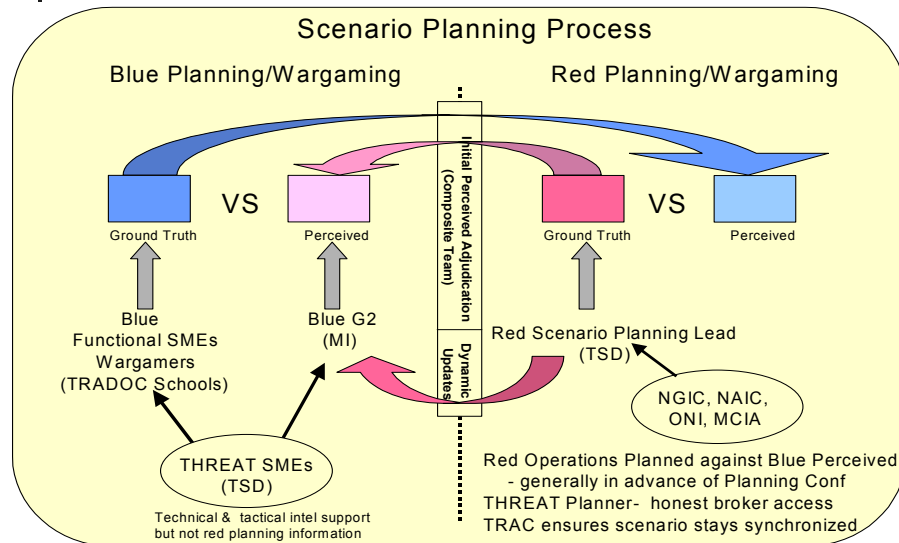 Scenario Planning Process
Blue Planning/Wargaming
Red Planning/Wargaming
VS
Ground Truth
Perceived
Initial Perceived Adjudication
(Composite Team)
VS
Ground Truth
Perceived
Blue
Functional SMEs
Wargamers
(TRADOC Schools)
Blue G2
(MI)
Dynamic
Updates
Red Scenario Planning Lead
(TSD)
NGIC, NAIC,
ONI, MCIA
THREAT SMEs
(TSD)
Technical & tactical intel support
but not red planning information
Red Operations Planned against Blue Perceived
- generally in advance of Planning Conf
THREAT Planner- honest broker access
TRAC ensures scenario stays synchronized